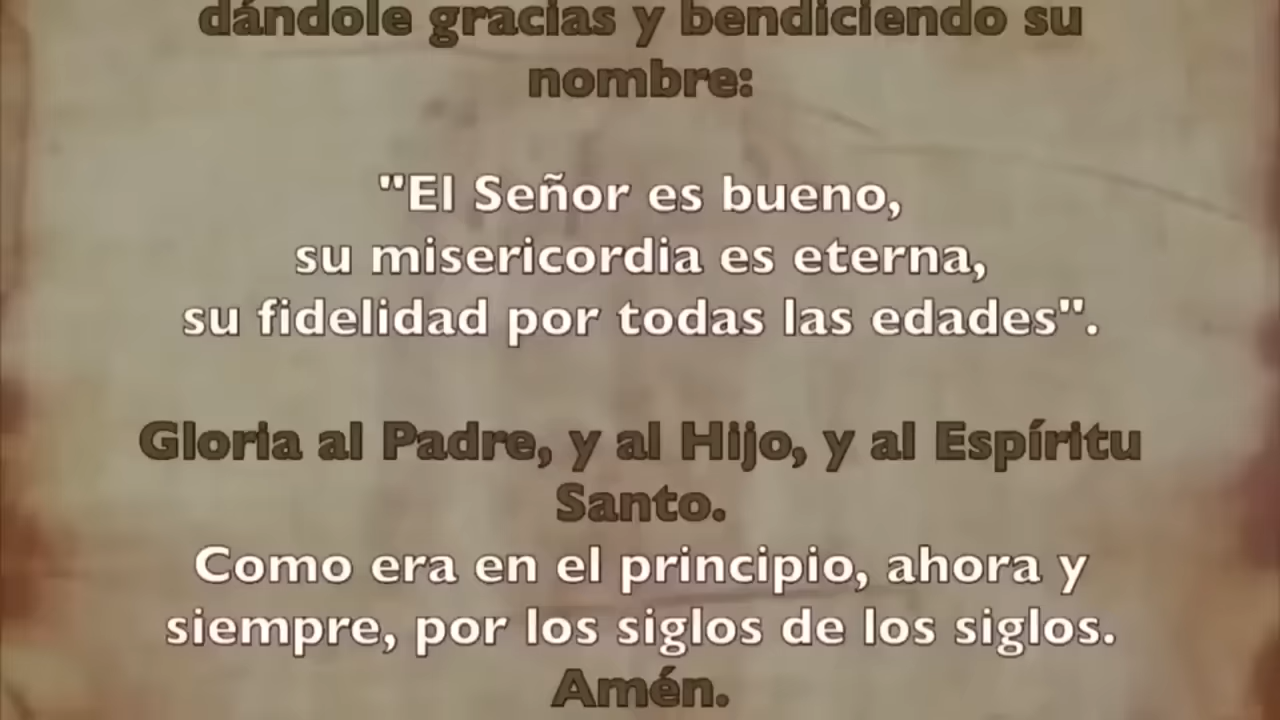 dándole gracias y bendiciendo su
nombre:
"El Señor es bueno,
su misericordia es eterna,
su fidelidad por todas las edades".
Gloria al Padre, y al Hijo, y al Espíritu
Santo.
Como era en el principio, ahora y
siempre, por los siglos de los siglos.
Amén.